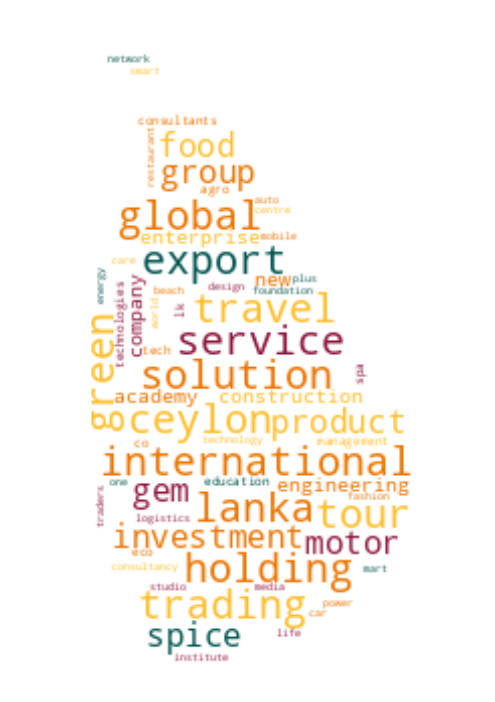 network
smart
consultants
restaurant
food
group
agro
auto
global
centre
enterprise
mobile
export
care
energy
new
plus
technologies
company
world
beach
design
foundation
lk
travel
service
green
tech
solution
spa
academy
construction
ceylon
product
co
technology
management
international
one
gem
education
engineering
traders
fashion
lanka
tour
logistics
investment
motor
eco
consultancy
holding
mart
studio
media
trading
power
car
spice
life
institute